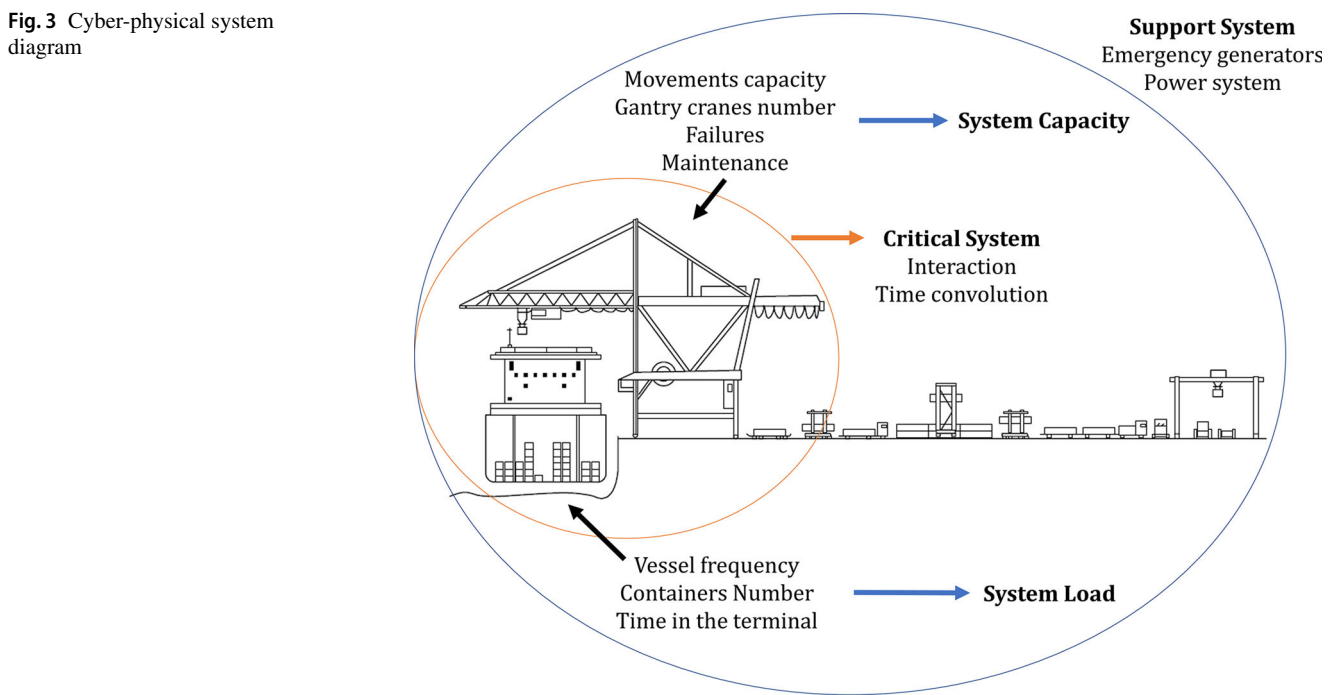 Fig. 3 Cyber-physical system
diagram
Support System
Emergency generators
Power system
Movements capacity
Gantry cranes number
Failures
Maintenance
System Capacity
Critical System
Interaction
Time convolution
Vessel frequency
Containers Number
Time in the terminal
System Load